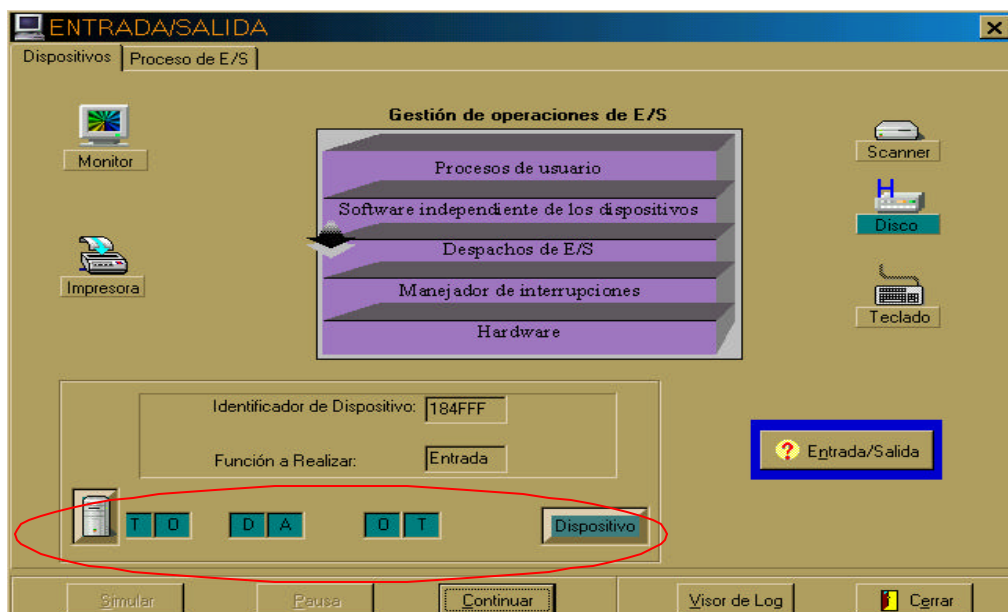 ENTRADA/SALIDA
Dispositivos Proceso de E/S
Gestión de operaciones de E/S
Monitor
Procesos de usuario
Software independiente de los dispositivos
Despachos de E/S
Manejador de interrupciones
Hardware
Scanner
H
Disco
Impresora
Teclado
Identificador de Dispositivo: 184FFF
Función a Realizar: Entrada
? Entrada/Salida
T O D A O T Dispositivo
Simular Pausa Continuar Visor de Log Cerrar